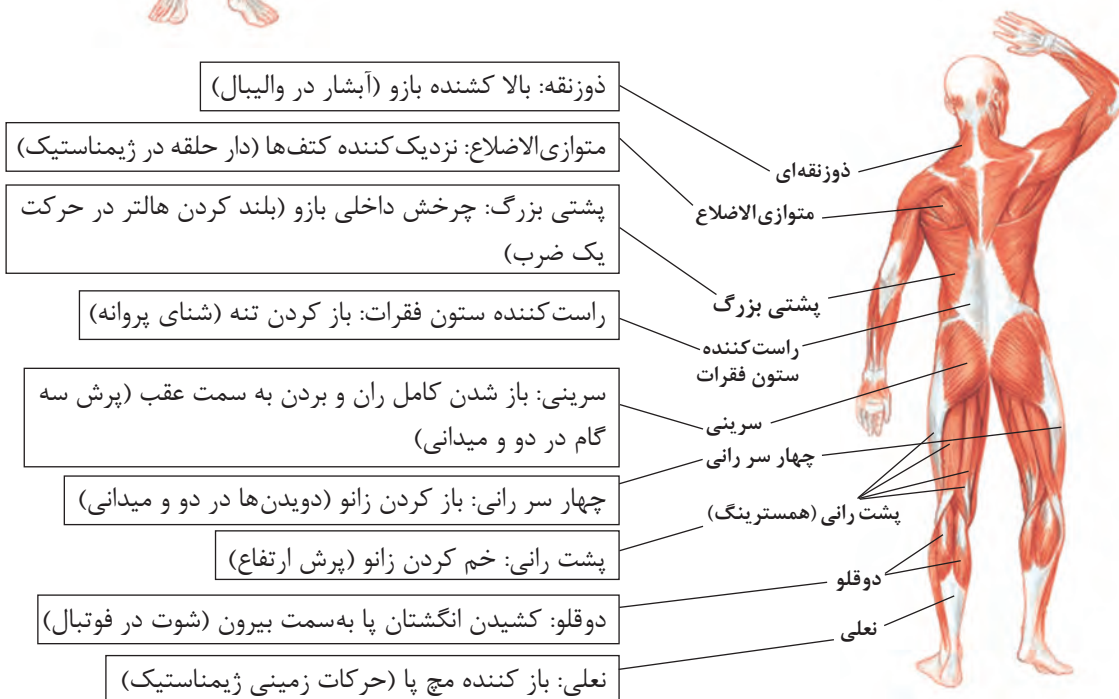 ذوزنقه: بالا کشنده بازو (آبشار در والیبال)
متوازی‌الاضلاع: نزدیک‌کننده کتف‌ها (دار حلقه در ژیمناستیک)
پشتی بزرگ: چرخش داخلی بازو (بلند کردن هالتر در حرکت
یک ضرب)
راست‌کننده ستون فقرات: باز کردن تنه (شنای پروانه)
سرینی: باز شدن کامل ران و بردن به سمت عقب (پرش سه
گام در دو و میدانی)
چهار سر رانی: باز کردن زانو (دویدن‌ها در دو و میدانی)
پشت رانی: خم کردن زانو (پرش ارتفاع)
دوقلو: کشیدن انگشتان پا به‌سمت بیرون (شوت در فوتبال)
نعلی: باز کننده مچ پا (حرکات زمینی ژیمناستیک)
ذوزنقه‌ای
متوازی‌الاضلاع
پشتی بزرگ
راست‌کننده
ستون فقرات
سرینی
چهار سر رانی
پشت رانی (همسترینگ)
دوقلو
نعلی